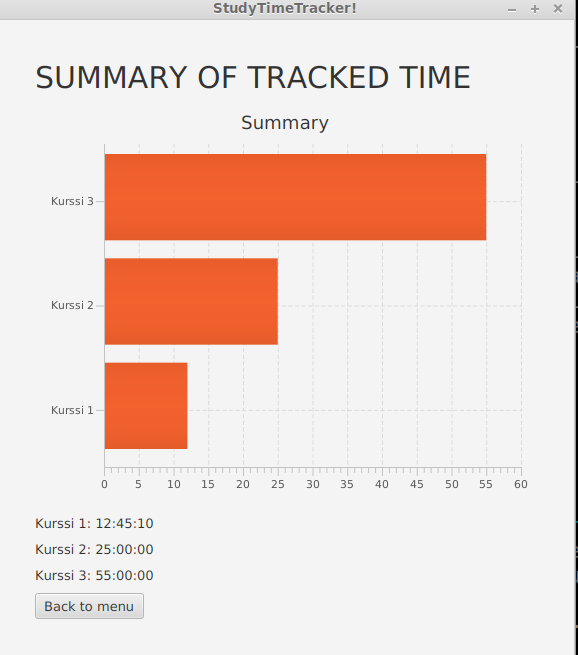 StudyTimeTracker!
SUMMARY OF TRACKED TIME
Summary
Kurssi 3
Kurssi 2
Kurssi 1
0 5 10 15 20 25 30 35 40 45 50 55 60
Kurssi 1: 12:45:10
Kurssi 2: 25:00:00
Kurssi 3: 55:00:00
Back to menu